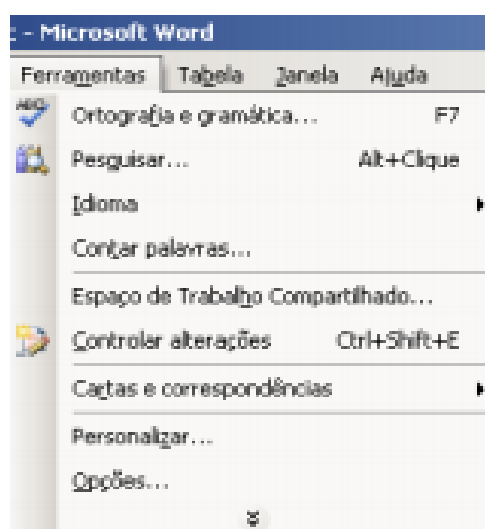 : - Microsoft Word
Ferramentas Tabela Janela Ajuda
Ortografia e gramática... F7
Pesquisar... Alt+Clique
Idioma
Contar palavras...
Espaço de Trabalho Compartilhado...
Controlar alterações Ctrl+Shift+E
Cartas e correspondências
Personalizar...
Opções...